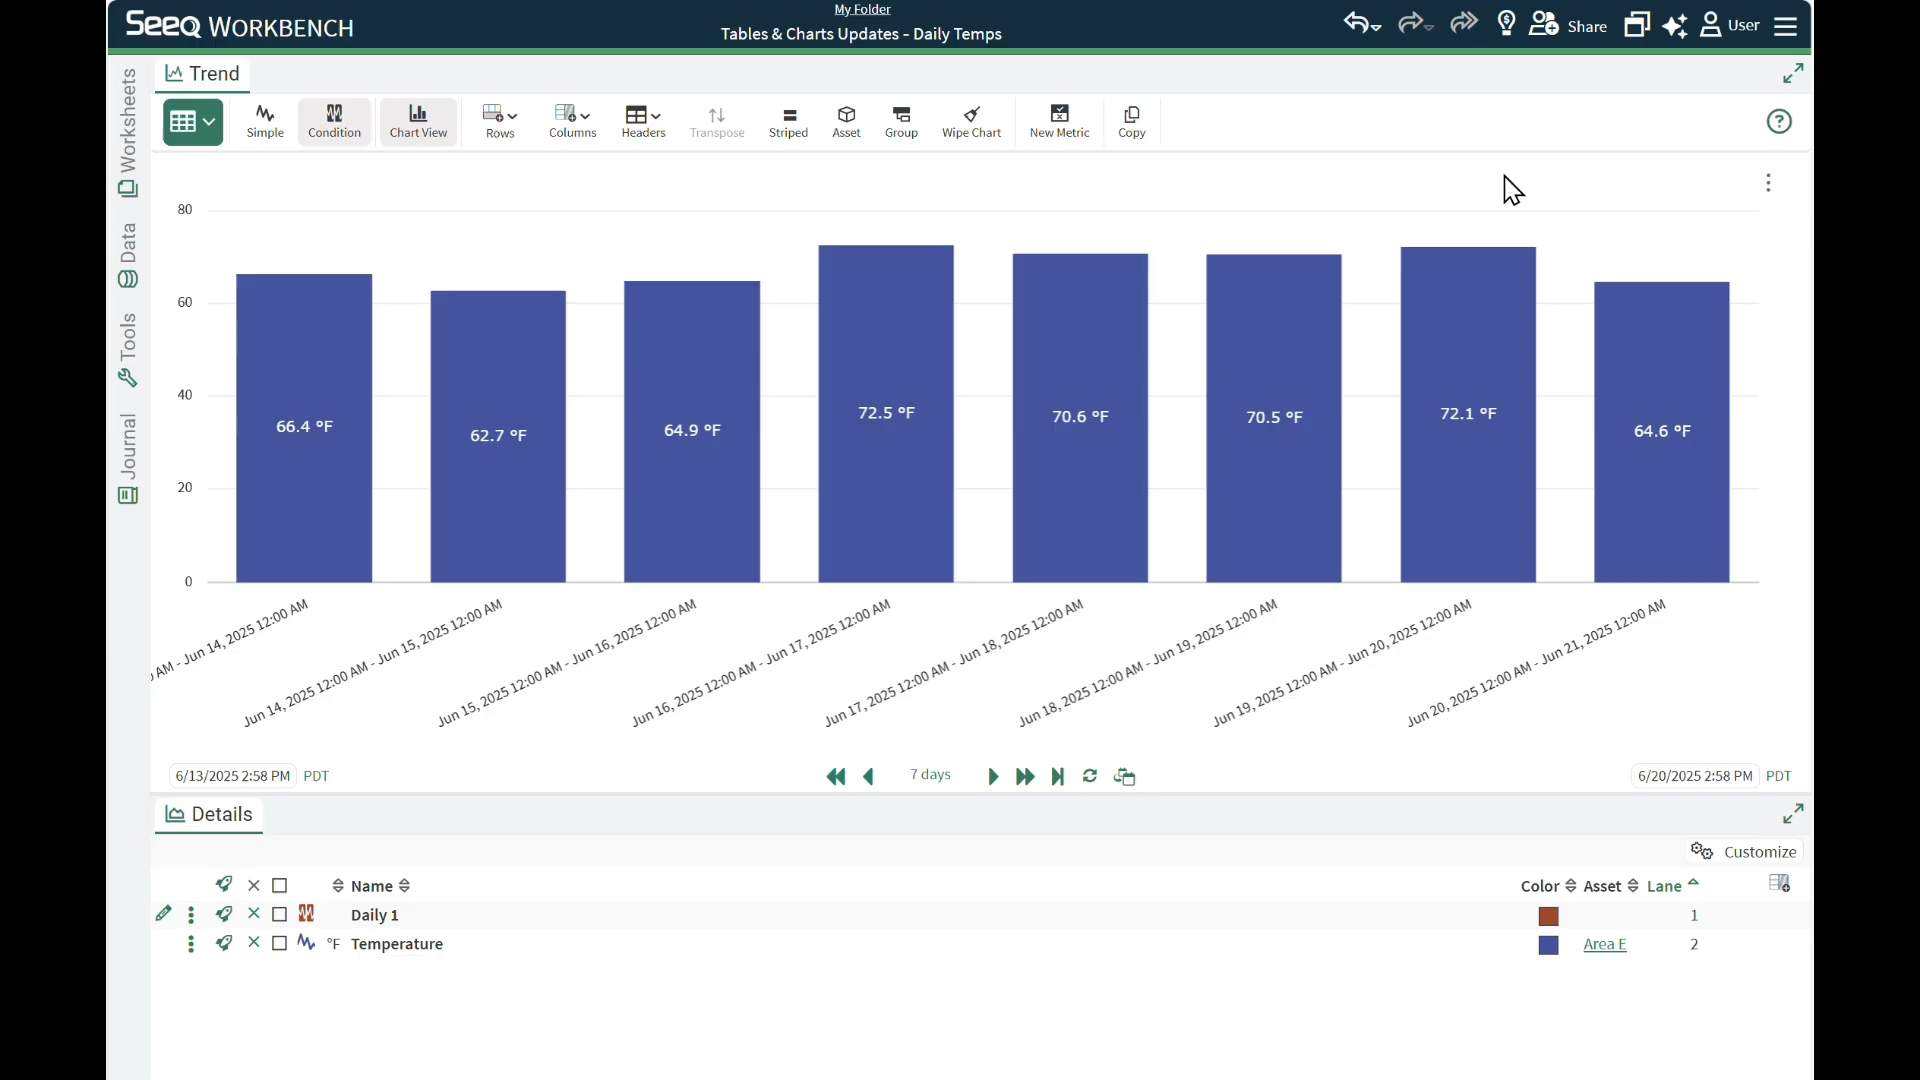 My Folder
Seeq WORKBENCH
Tables & Charts Updates - Daily Temps
Share
User
Worksheets
Data
Tools
Journal
Trend
Simple
Condition
Chart View
Rows
Columns
Headers
Transpose
Striped
Asset
Group
Wipe Chart
New Metric
Copy
80
60
40
20
0
66.4 °F
62.7 °F
64.9 °F
72.5 °F
70.6 °F
70.5 °F
72.1 °F
64.6 °F
AM - Jun 14, 2025 12:00 AM
Jun 14, 2025 12:00 AM - Jun 15, 2025 12:00 AM
Jun 15, 2025 12:00 AM - Jun 16, 2025 12:00 AM
Jun 16, 2025 12:00 AM - Jun 17, 2025 12:00 AM
Jun 17, 2025 12:00 AM - Jun 18, 2025 12:00 AM
Jun 18, 2025 12:00 AM - Jun 19, 2025 12:00 AM
Jun 19, 2025 12:00 AM - Jun 20, 2025 12:00 AM
Jun 20, 2025 12:00 AM - Jun 21, 2025 12:00 AM
6/13/2025 2:58 PM PDT
7 days
6/20/2025 2:58 PM PDT
Details
Customize
Name Color Asset Lane
Daily 1 1
°F Temperature Area E 2